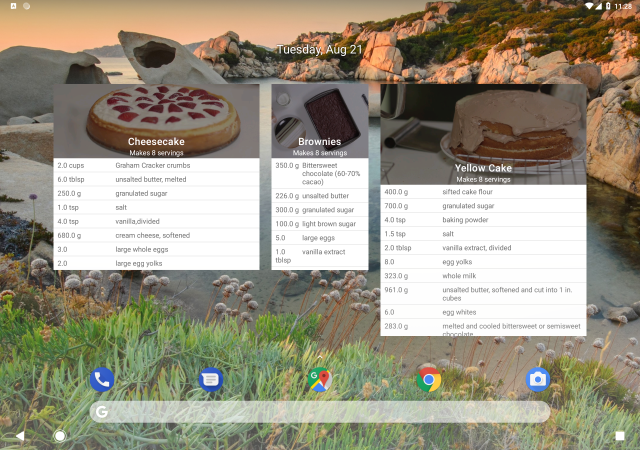 11:28
Tuesday, Aug 21
Cheesecake
Makes 8 servings
2.0 cups Graham Cracker crumbs
6.0 tblsp unsalted butter, melted
250.0 g granulated sugar
1.0 tsp salt
4.0 tsp vanilla,divided
680.0 g cream cheese, softened
3.0 large whole eggs
2.0 large egg yolks
Brownies
Makes 8 servings
350.0 g Bittersweet
chocolate (60-70%
cacao)
226.0 g unsalted butter
300.0 g granulated sugar
100.0 g light brown sugar
5.0 large eggs
1.0 vanilla extract
tblsp
Yellow Cake
Makes 8 servings
400.0 g sifted cake flour
700.0 g granulated sugar
4.0 tsp baking powder
1.5 tsp salt
2.0 tblsp vanilla extract, divided
8.0 egg yolks
323.0 g whole milk
961.0 g unsalted butter, softened and cut into 1 in.
cubes
6.0 egg whites
283.0 g melted and cooled bittersweet or semisweet
chocolate
G